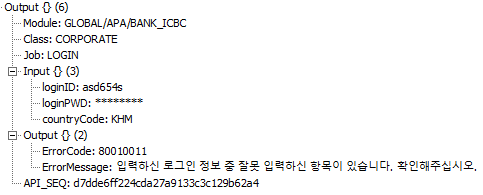 Output {} (6)
Module: GLOBAL/APA/BANK_ICBC
Class: CORPORATE
Job: LOGIN
Input {} (3)
loginID: asd654s
loginPWD: ********
countryCode: KHM
Output {} (2)
ErrorCode: 80010011
ErrorMessage: 입력하신 로그인 정보 중 잘못 입력하신 항목이 있습니다. 확인해주십시오.
API_SEQ: d7dde6ff224cda27a9133c3c129b62a4